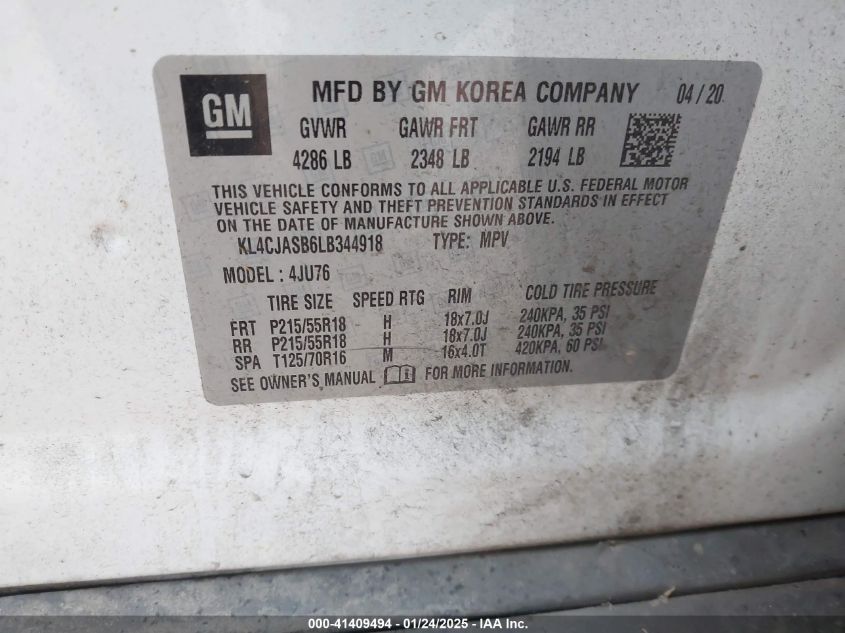 GM MFD BY GM KOREA COMPANY 04/20
GVWR GAWR FRT GAWR RR
4286 LB GM 2348 LB 2194 LB
THIS VEHICLE CONFORMS TO ALL APPLICABLE U.S. FEDERAL MOTOR
VEHICLE SAFETY AND THEFT PREVENTION STANDARDS IN EFFECT
ON THE DATE OF MANUFACTURE SHOWN ABOVE.
KL4CJASB6LB344918 TYPE: MPV
MODEL: 4JU76
TIRE SIZE SPEED RTG RIM COLD TIRE PRESSURE
FRT P215/55R18 H 18x7.0J 240KPA, 35 PSI
RR P215/55R18 H 18x7.0J 240KPA, 35 PSI
SPA T125/70R16 M 16x4.0T 420KPA, 60 PSI
SEE OWNER'S MANUAL FOR MORE INFORMATION.
000-41409494 - 01/24/2025 - © IAA, Inc.